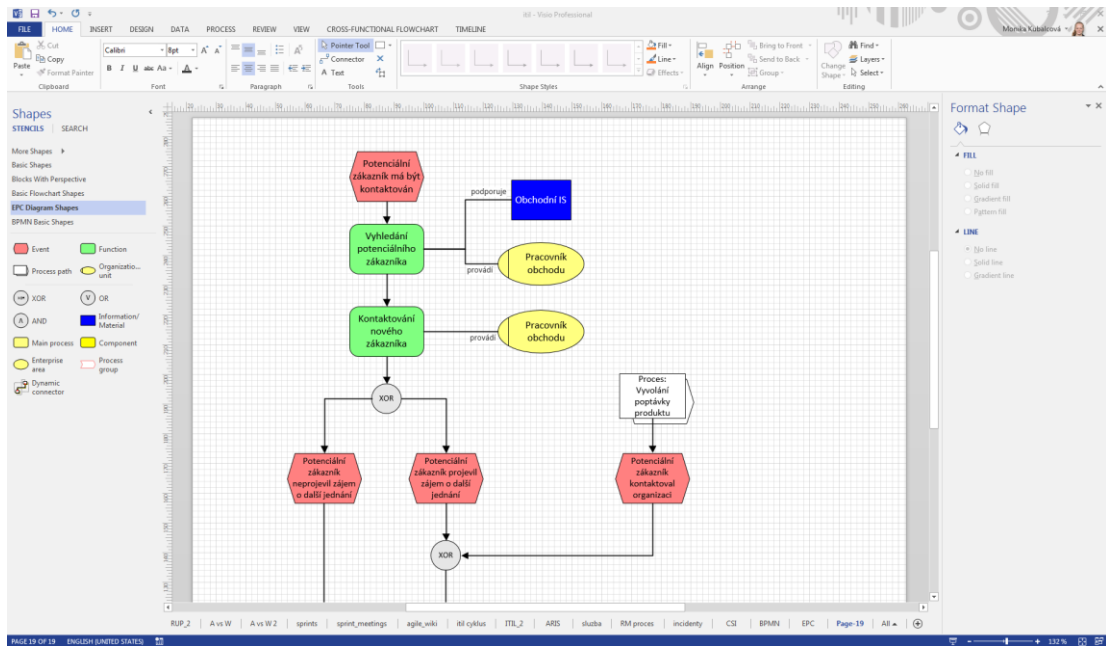 itil - Visio Professional
FILE HOME INSERT DESIGN DATA PROCESS REVIEW VIEW CROSS-FUNCTIONAL FLOWCHART TIMELINE
Monika Kubalcová
Paste
Cut
Copy
Format Painter
Clipboard
Calibri 8pt
B I U abc Aa A
Font
Paragraph
Pointer Tool
Connector
A Text
Tools
Shape Styles
Fill
Line
Effects
Align
Position
Bring to Front
Send to Back
Group
Arrange
Change
Shape
Find
Layers
Select
Editing
Shapes
STENCILS SEARCH
More Shapes
Basic Shapes
Blocks With Perspective
Basic Flowchart Shapes
EPC Diagram Shapes
BPMN Basic Shapes
Event
Function
Process path
Organizatio...
unit
XOR
OR
AND
Information/
Material
Main process
Component
Enterprise
area
Process
group
Dynamic
connector
Potenciální
zákazník má být
kontaktován
Vyhledání
potenciálního
zákazníka
podporuje
Obchodní IS
provádí
Pracovník
obchodu
Kontaktování
nového
zákazníka
provádí
Pracovník
obchodu
XOR
Proces:
Vyvolání
poptávky
produktu
Potenciální
zákazník
neprojevil zájem
o další jednání
Potenciální
zákazník projevil
zájem o další
jednání
Potenciální
zákazník
kontaktoval
organizaci
XOR
Format Shape
FILL
No fill
Solid fill
Gradient fill
Pattern fill
LINE
No line
Solid line
Gradient line
RUP_2 A vs W A vs W 2 sprints sprint_meetings agile_wiki itil cyklus ITIL_2 ARIS sluzba RM proces incidenty CSI BPMN EPC Page-19 All
PAGE 19 OF 19 ENGLISH (UNITED STATES)
132 %